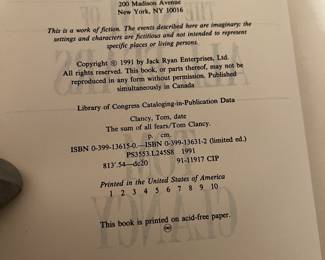 200 Madison Avenue
New York, NY 10016
This is a work of fiction. The events described here are imaginary; the
settings and characters are fictitious and not intended to represent
specific places or living persons.
Copyright © 1991 by Jack Ryan Enterprises, Ltd.
All rights reserved. This book, or parts thereof, may not be
reproduced in any form without permission. Published
simultaneously in Canada
Library of Congress Cataloging-in-Publication Data
Clancy, Tom, date
The sum of all fears/Tom Clancy.
p. cm.
ISBN 0-399-13615-0.—ISBN 0-399-13631-2 (limited ed.)
PS3553.L245S8 1991
813'.54—dc20 91-11917 CIP
Printed in the United States of America
1 2 3 4 5 6 7 8 9 10
This book is printed on acid-free paper.